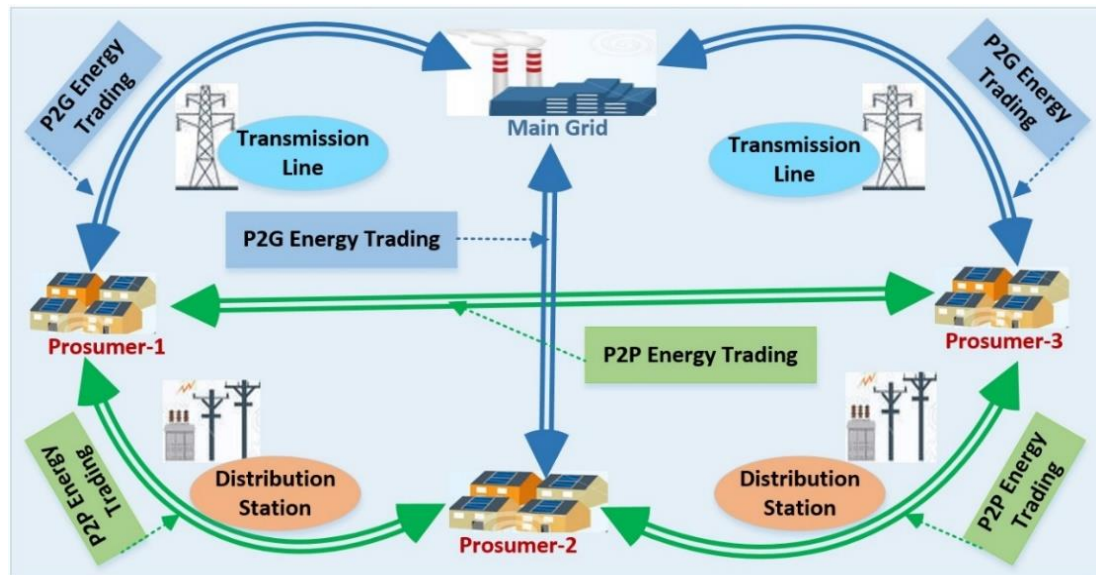 P2G Energy
Trading
Main Grid
P2G Energy
Trading
Transmission
Line
Transmission
Line
P2G Energy Trading
Prosumer-1
Prosumer-3
P2P Energy Trading
P2P Energy
Trading
Distribution
Station
Distribution
Station
P2P Energy
Trading
Prosumer-2